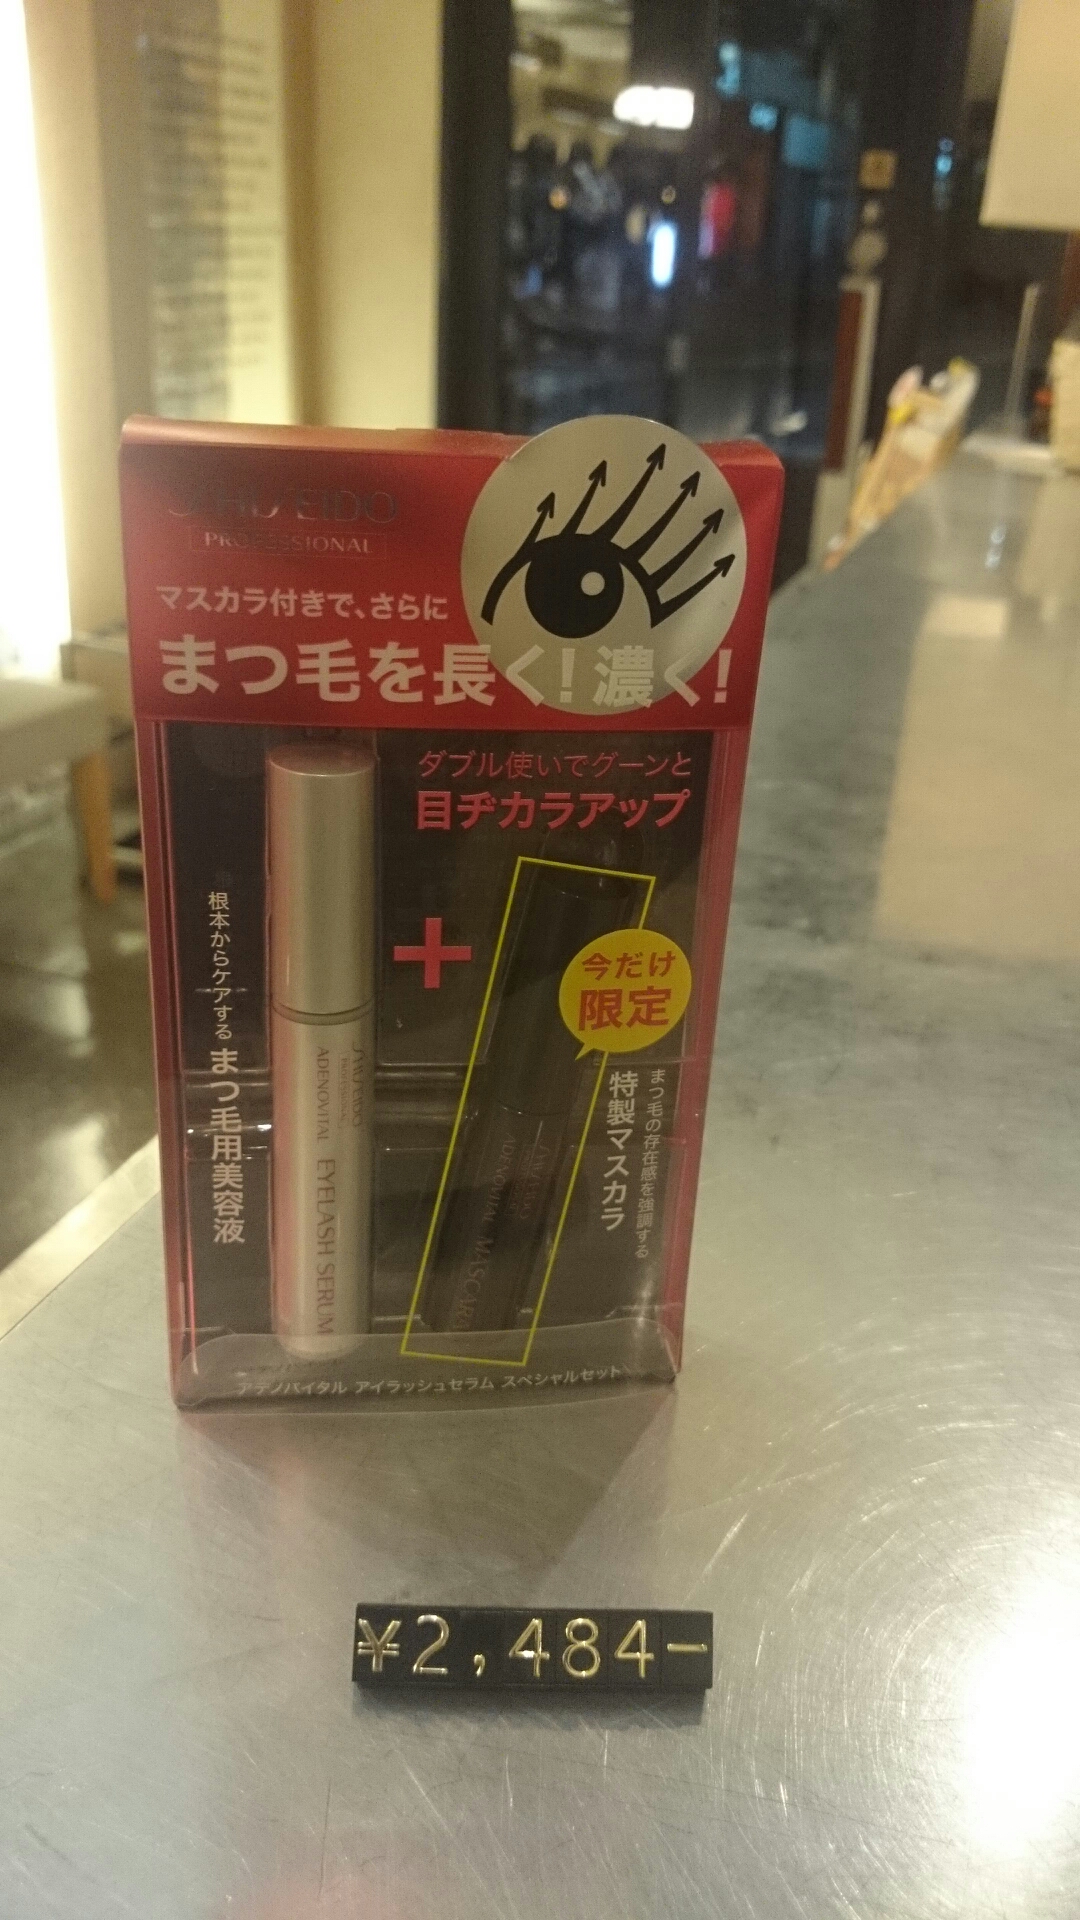 SHISEIDO
PROFESSIONAL
マスカラ付きで、さらに
まつ毛を長く!濃く!
ダブル使いでグーンと
目ヂカラアップ
根本からケアする まつ毛用美容液
+
今だけ
限定
まつ毛の存在感を強調する
特製マスカラ
SHISEIDO
PROFESSIONAL
ADENOVITAL EYELASH SERUM
ADENOVITAL MASCARA
アデノバイタル アイラッシュセラム スペシャルセット
¥2,484-